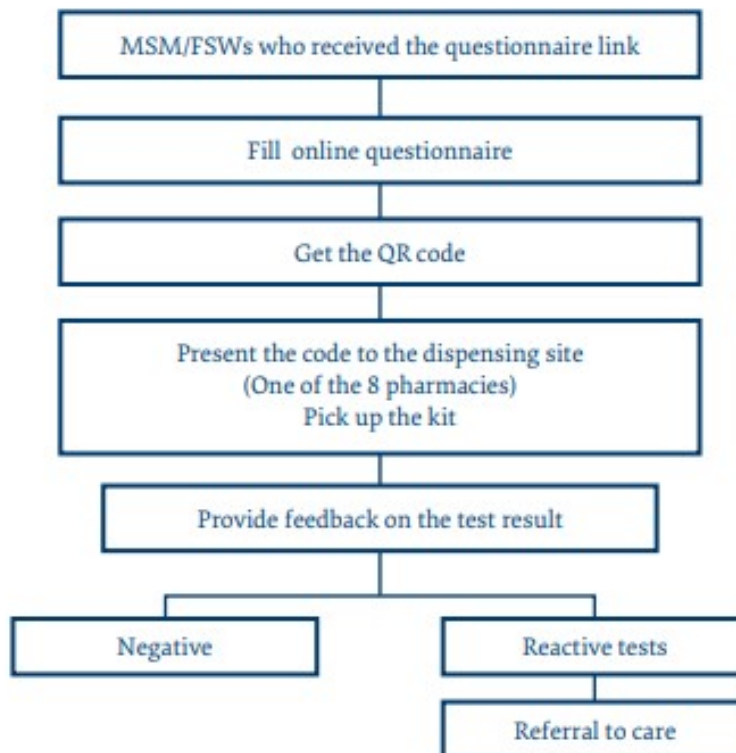 MSM/FSWs who received the questionnaire link
Fill online questionnaire
Get the QR code
Present the code to the dispensing site
(One of the 8 pharmacies)
Pick up the kit
Provide feedback on the test result
Negative
Reactive tests
Referral to care